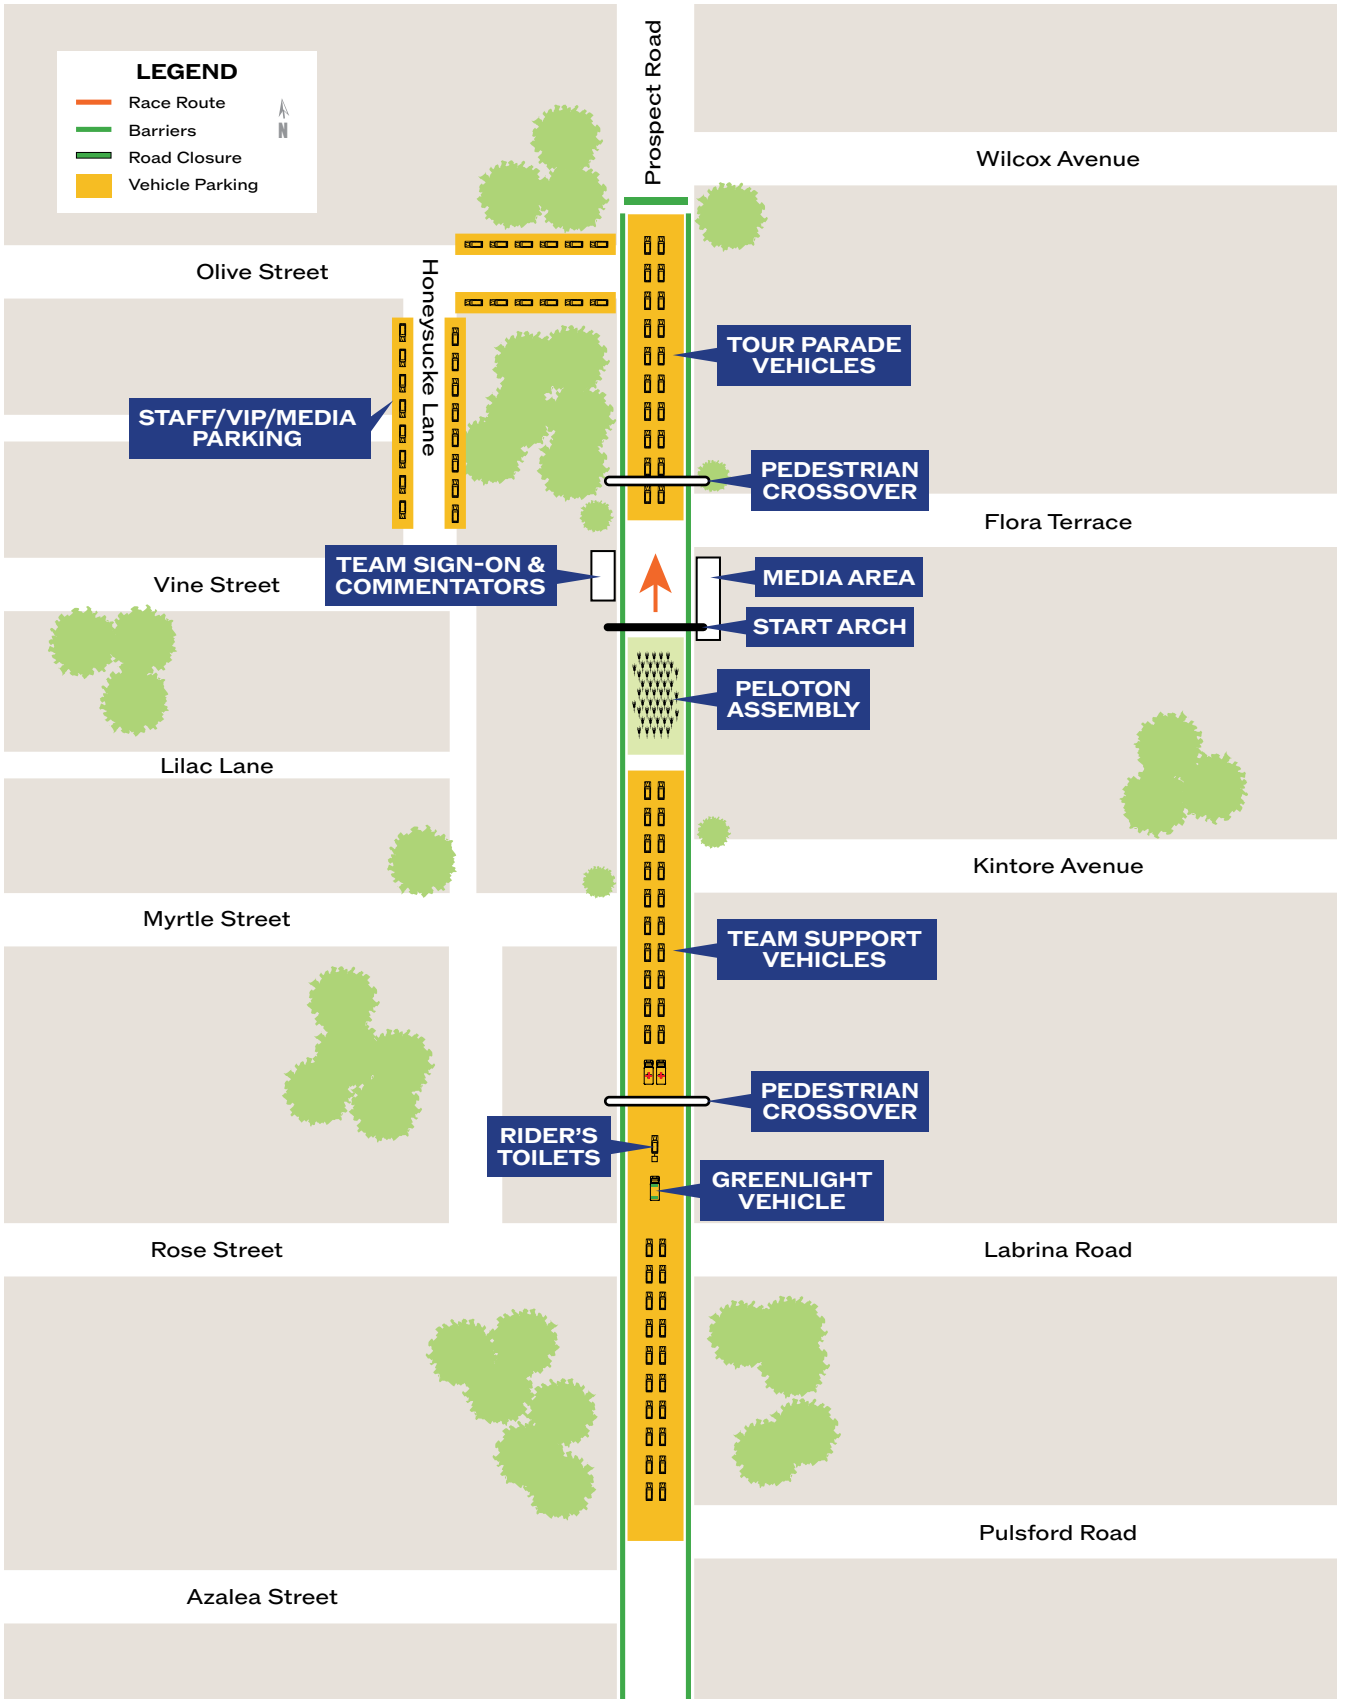 Prospect Road
LEGEND
Race Route
Barriers
Road Closure
Vehicle Parking
N
Wilcox Avenue
Olive Street
Honeysucke Lane
TOUR PARADE
VEHICLES
STAFF/VIP/MEDIA
PARKING
PEDESTRIAN
CROSSOVER
Flora Terrace
TEAM SIGN-ON &
COMMENTATORS
MEDIA AREA
Vine Street
START ARCH
PELOTON
ASSEMBLY
Lilac Lane
Kintore Avenue
Myrtle Street
TEAM SUPPORT
VEHICLES
PEDESTRIAN
CROSSOVER
RIDER'S
TOILETS
GREENLIGHT
VEHICLE
Rose Street
Labrina Road
Pulsford Road
Azalea Street